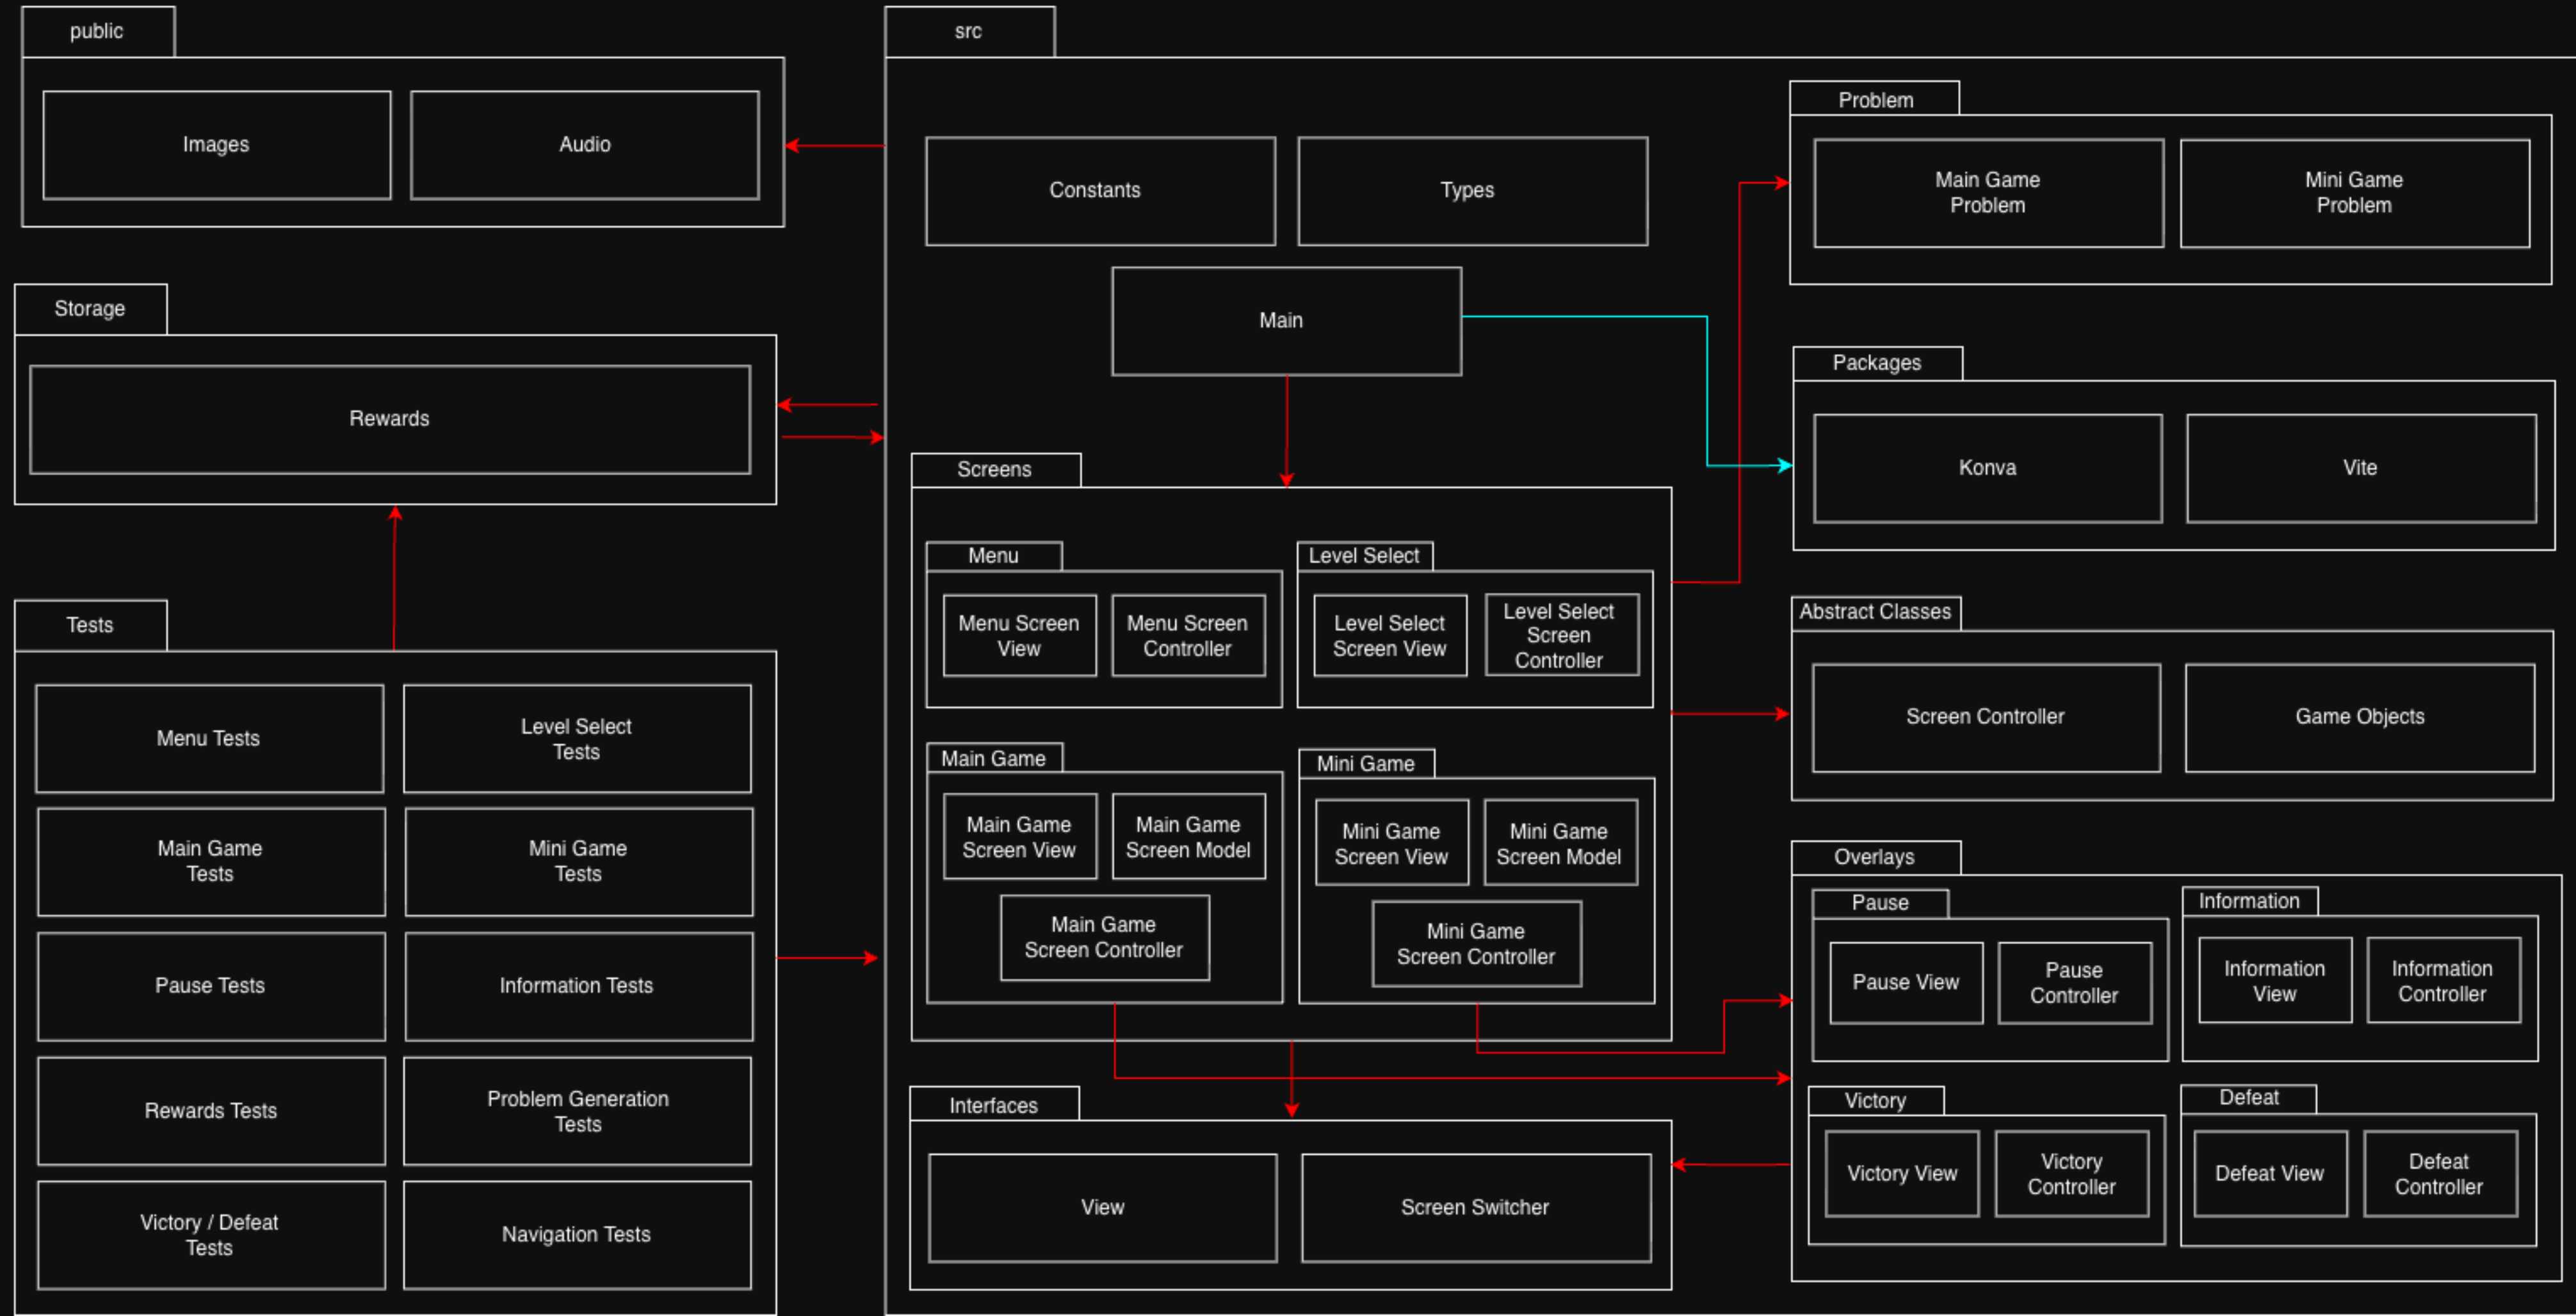 public
Images
Audio
Storage
Rewards
Tests
Menu Tests
Level Select
Tests
Main Game
Tests
Mini Game
Tests
Pause Tests
Information Tests
Rewards Tests
Problem Generation
Tests
Victory / Defeat
Tests
Navigation Tests
src
Constants
Types
Main
Screens
Menu
Menu Screen
View
Menu Screen
Controller
Level Select
Level Select
Screen View
Level Select
Screen
Controller
Main Game
Main Game
Screen View
Main Game
Screen Model
Main Game
Screen Controller
Mini Game
Mini Game
Screen View
Mini Game
Screen Model
Mini Game
Screen Controller
Interfaces
View
Screen Switcher
Problem
Main Game
Problem
Mini Game
Problem
Packages
Konva
Vite
Abstract Classes
Screen Controller
Game Objects
Overlays
Pause
Pause View
Pause
Controller
Information
Information
View
Information
Controller
Victory
Victory View
Victory
Controller
Defeat
Defeat View
Defeat
Controller